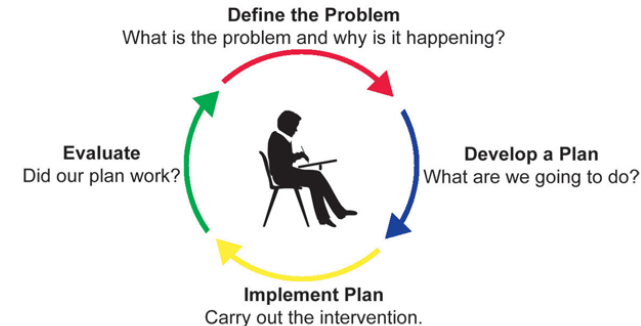 Define the Problem
What is the problem and why is it happening?
Develop a Plan
What are we going to do?
Implement Plan
Carry out the intervention.
Evaluate
Did our plan work?